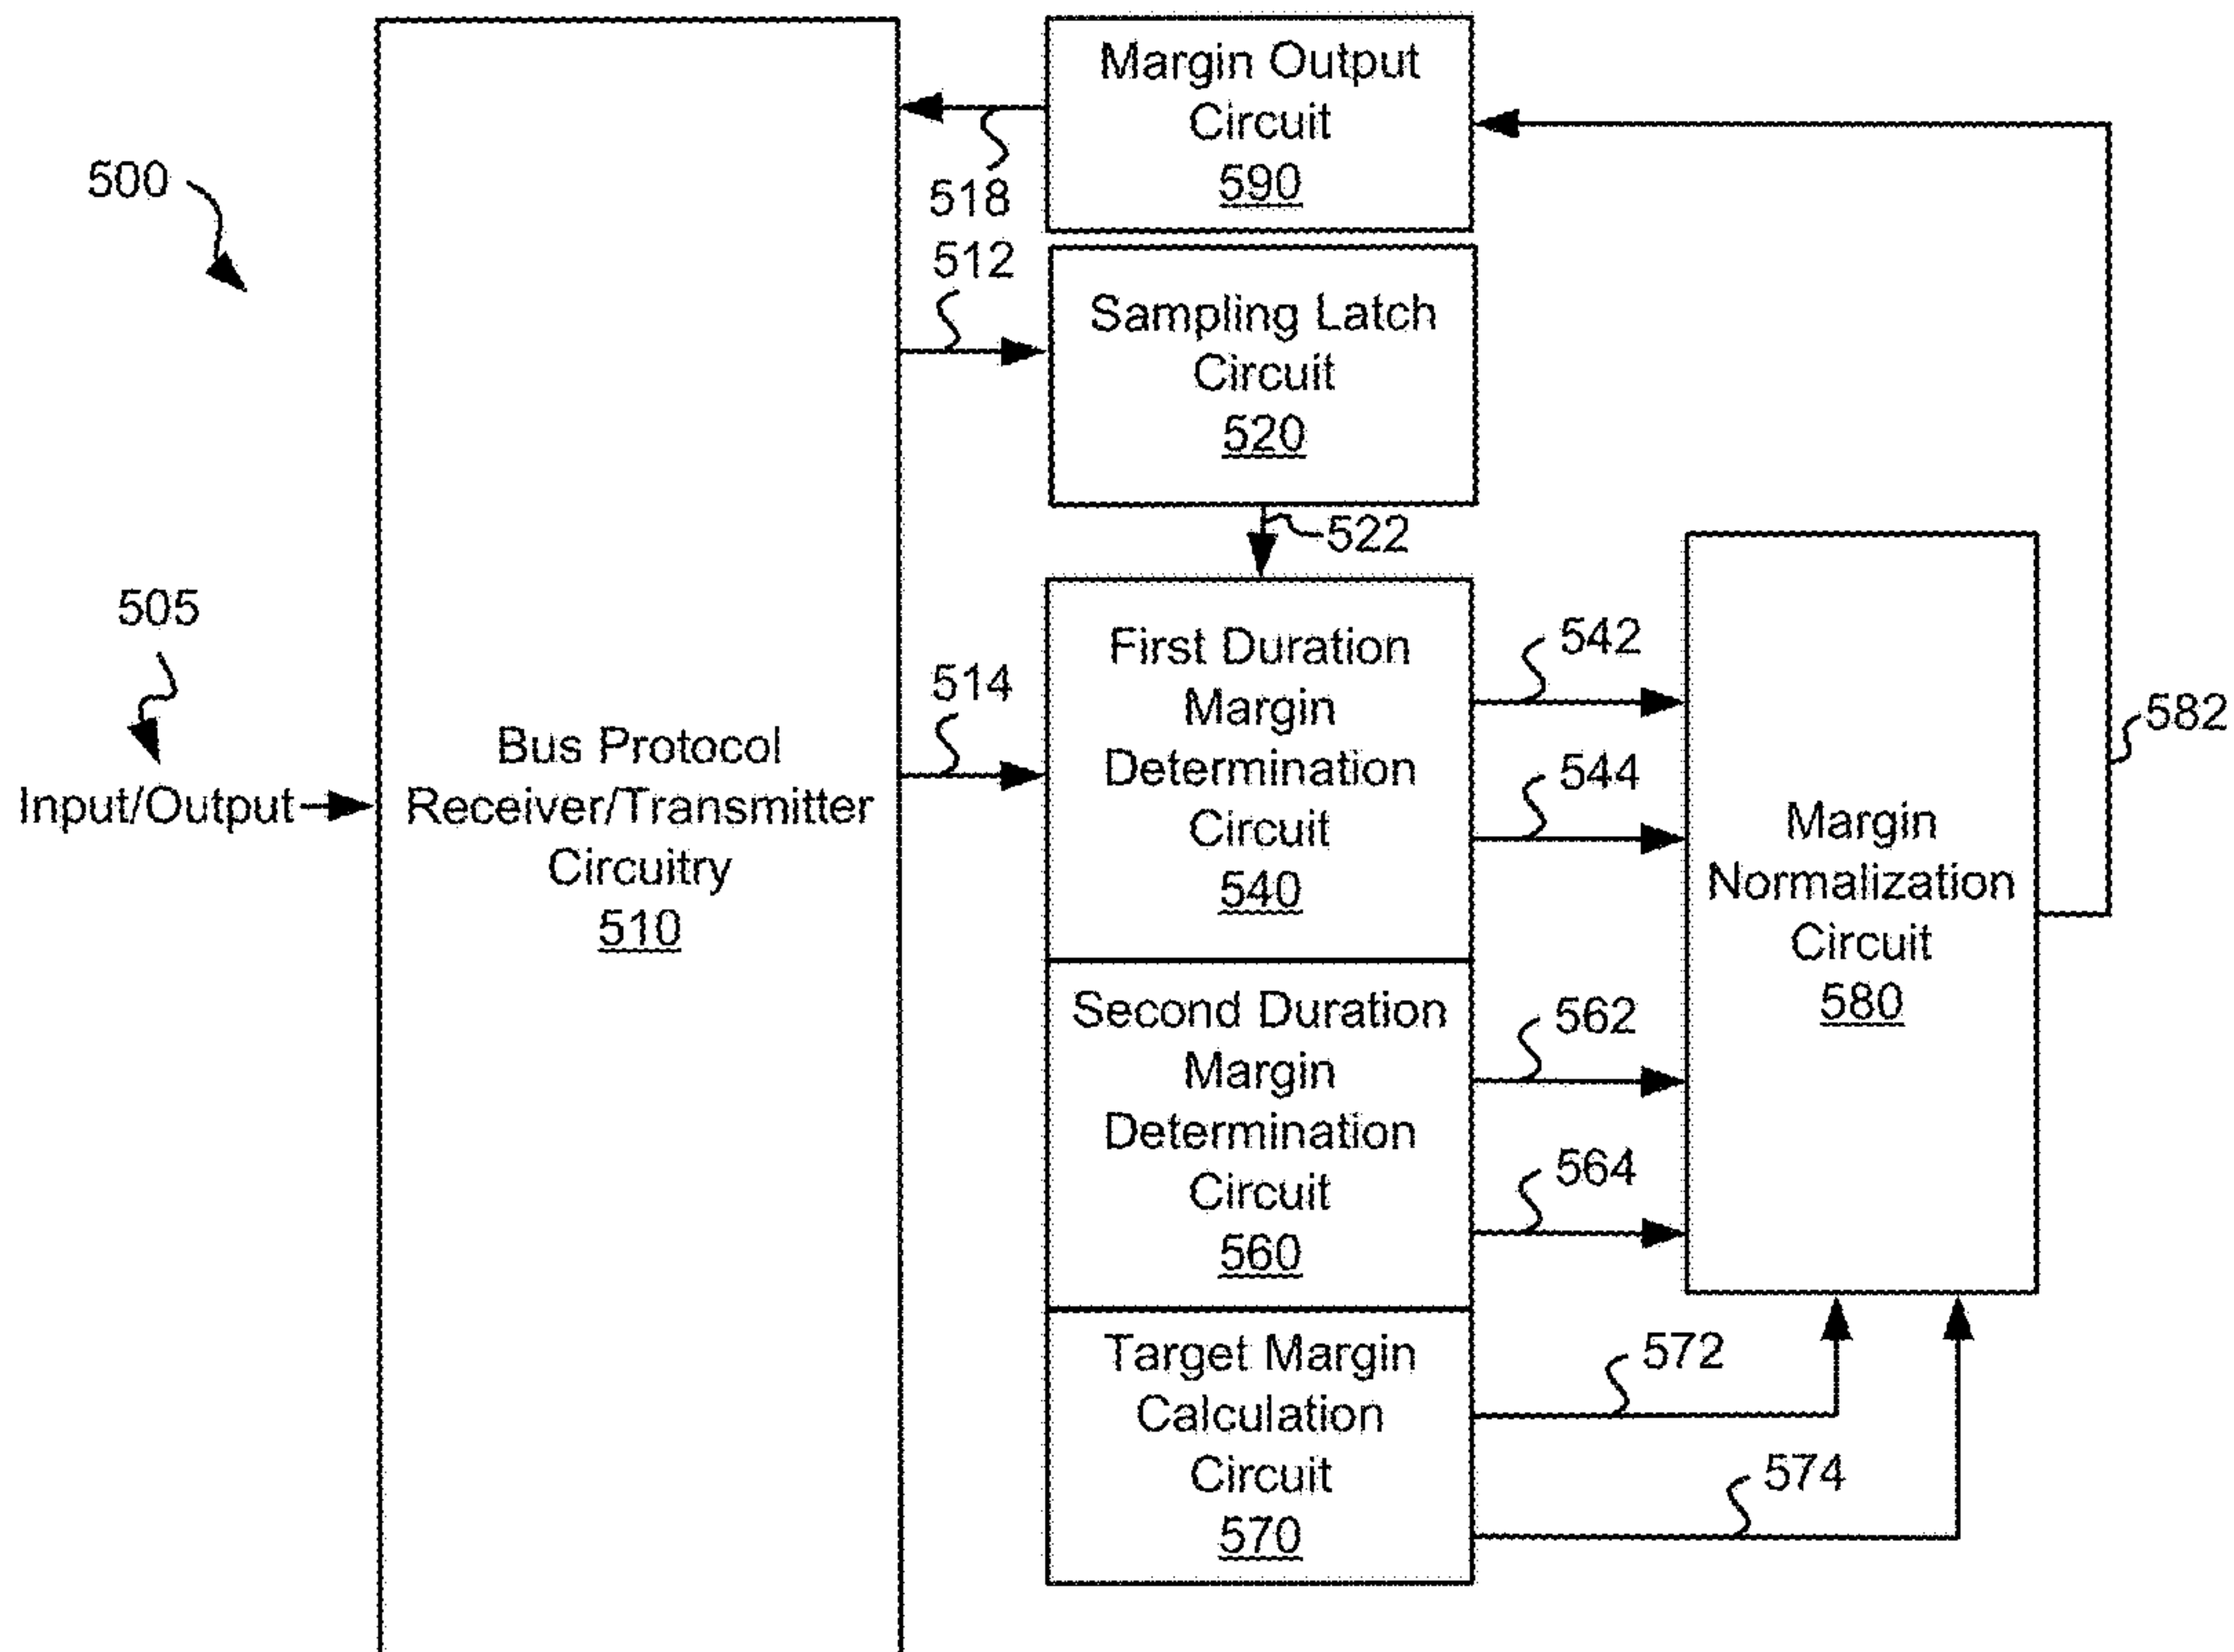 500
505
Input/Output
Bus Protocol
Receiver/Transmitter
Circuitry
510
518
512
514
Margin Output
Circuit
590
Sampling Latch
Circuit
520
522
First Duration
Margin
Determination
Circuit
540
Second Duration
Margin
Determination
Circuit
560
Target Margin
Calculation
Circuit
570
542
544
562
564
572
574
Margin
Normalization
Circuit
580
582